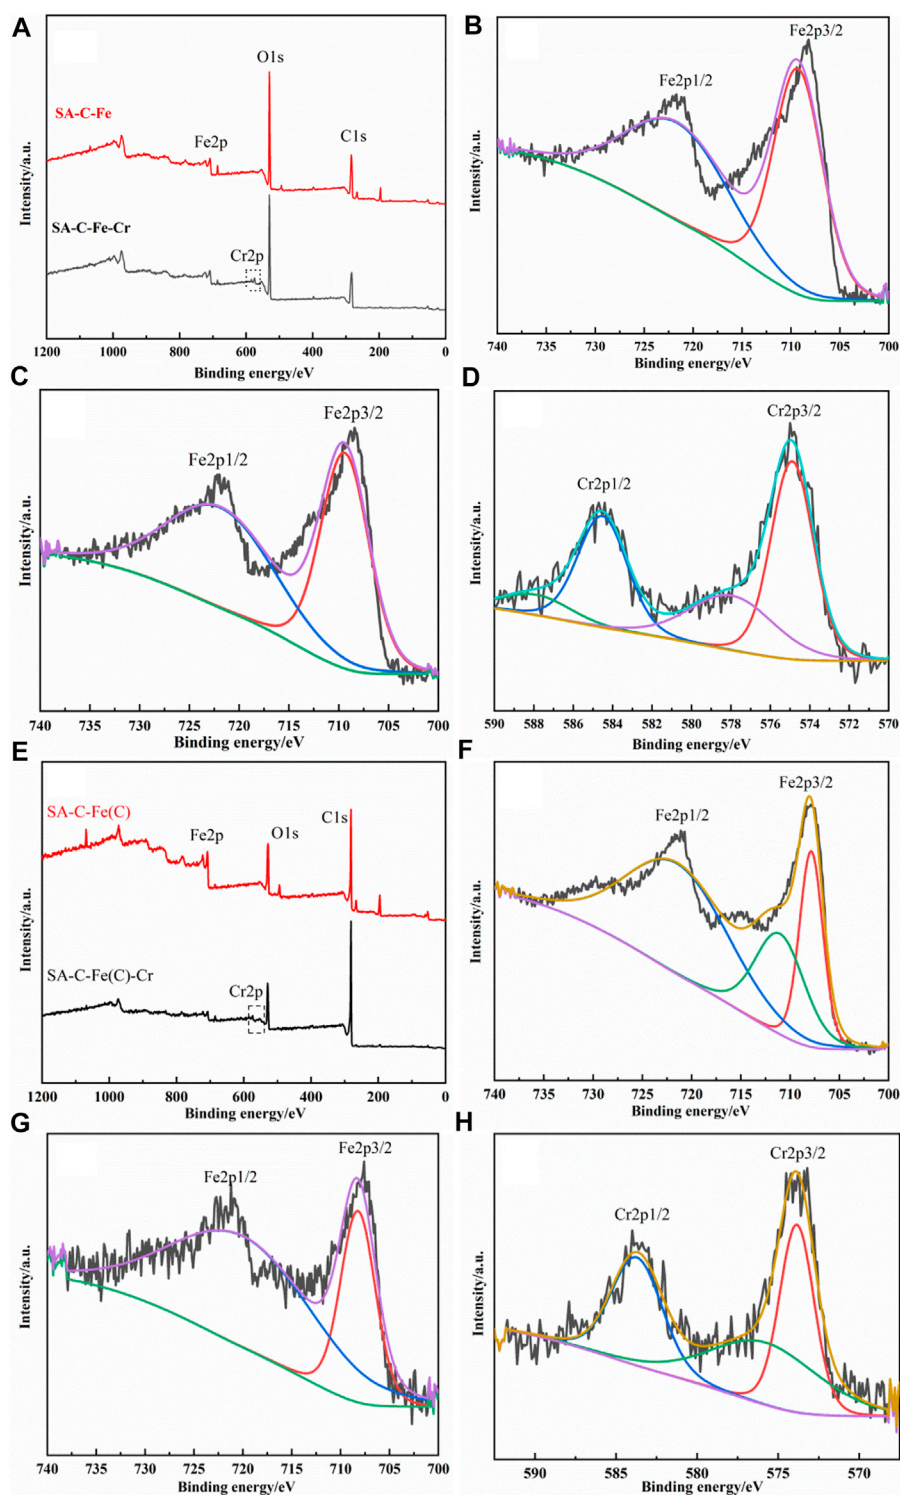 A
O1s
SA-C-Fe
Fe2p
C1s
SA-C-Fe-Cr
Cr2p
Intensity/a.u.
1200 1000 800 600 400 200 0
Binding energy/eV
B
Fe2p3/2
Fe2p1/2
Intensity/a.u.
740 735 730 725 720 715 710 705 700
Binding energy/eV
C
Fe2p3/2
Fe2p1/2
Intensity/a.u.
740 735 730 725 720 715 710 705 700
Binding energy/eV
D
Cr2p3/2
Cr2p1/2
Intensity/a.u.
590 588 586 584 582 580 578 576 574 572 570
Binding energy/eV
E
SA-C-Fe(C)
C1s
Fe2p
O1s
SA-C-Fe(C)-Cr
Cr2p
Intensity/a.u.
1200 1000 800 600 400 200 0
Binding energy/eV
F
Fe2p3/2
Fe2p1/2
Intensity/a.u.
740 735 730 725 720 715 710 705 700
Binding energy/eV
G
Fe2p3/2
Fe2p1/2
Intensity/a.u.
740 735 730 725 720 715 710 705 700
Binding energy/eV
H
Cr2p3/2
Cr2p1/2
Intensity/a.u.
590 585 580 575 570
Binding energy/eV